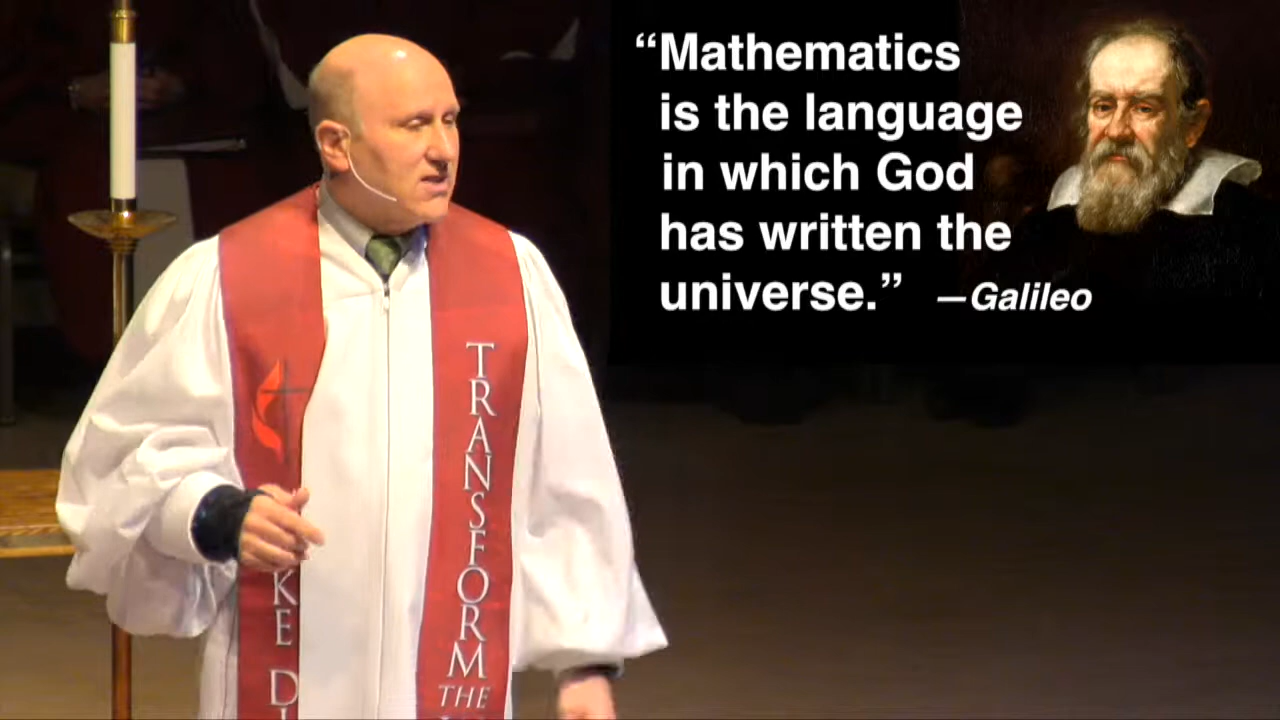 “Mathematics
is the language
in which God
has written the
universe.” —Galileo
TRANSFORM
THE
KE
D